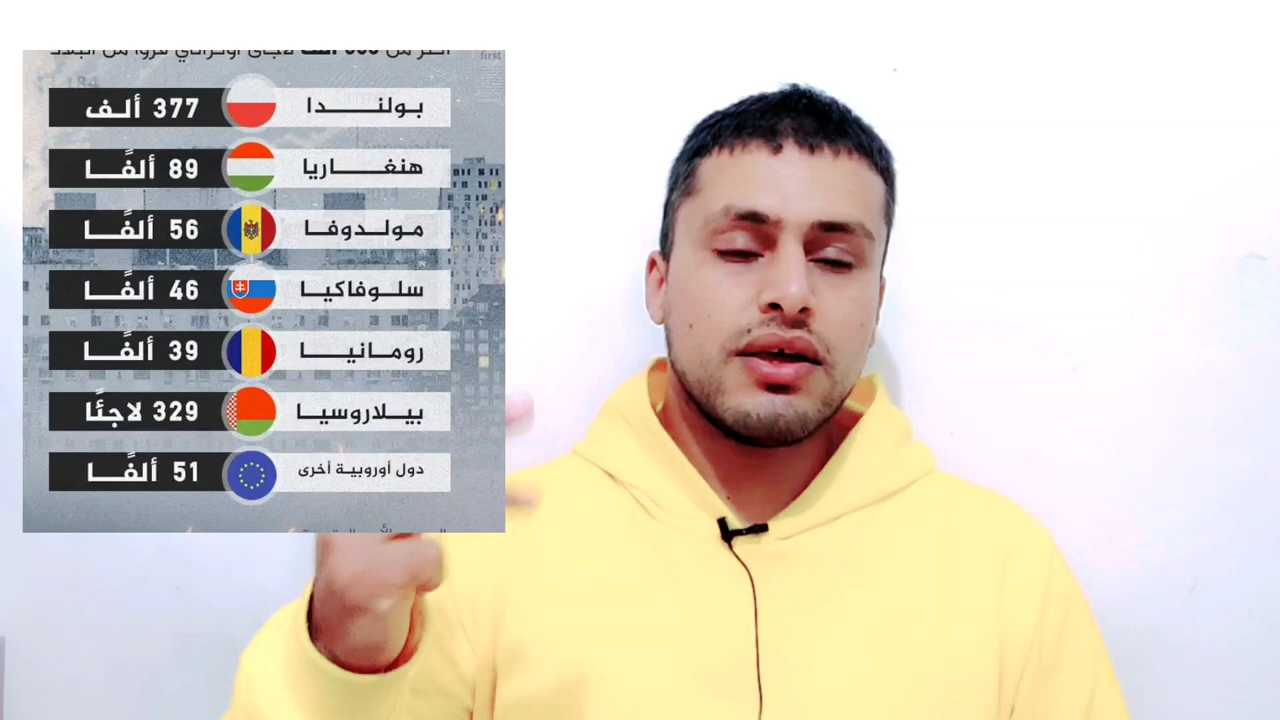 بولندا 377 ألف
هنغاريا 89 ألفًا
مولدوفا 56 ألفًا
سلوفاكيا 46 ألفًا
رومانيا 39 ألفًا
بيلاروسيا 329 لاجئًا
دول أوروبية أخرى 51 ألفًا